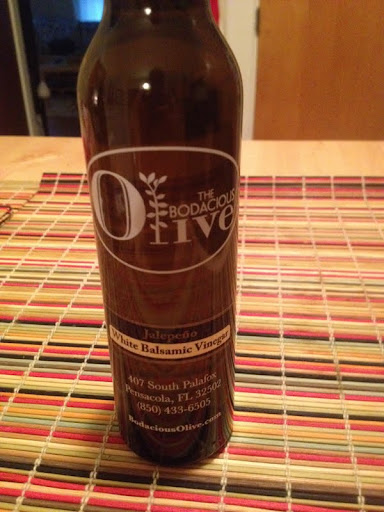 THE
BODACIOUS
Olive
Jalepeño
White Balsamic Vinegar
407 South Palafox
Pensacola, FL 32502
(850) 433-6505
BodaciousOlive.com